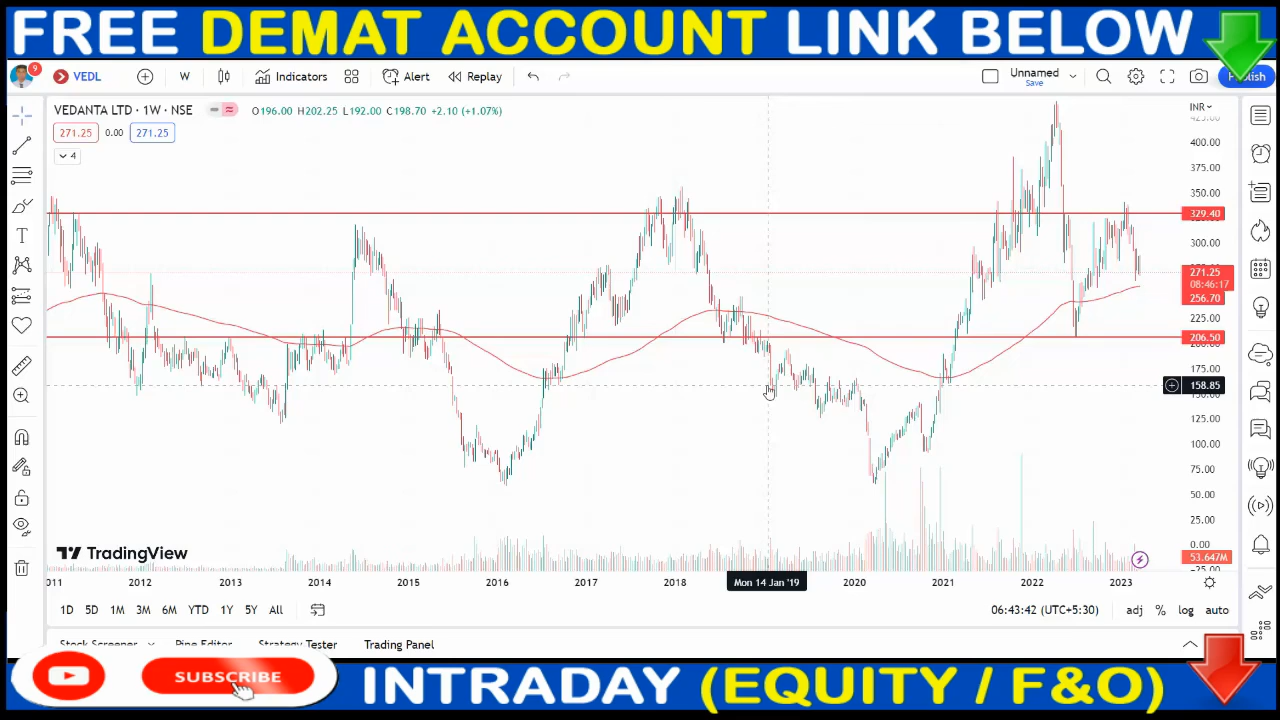 FREE DEMAT ACCOUNT LINK BELOW
9 VEDL W Indicators Alert Replay Unnamed Save Publish
VEDANTA LTD · 1W · NSE O196.00 H202.25 L192.00 C198.70 +2.10 (+1.07%) INR
271.25 0.00 271.25
4
425.00
400.00
375.00
350.00
329.40
300.00
271.25
08:46:17
256.70
225.00
206.50
175.00
158.85
125.00
100.00
75.00
50.00
25.00
0.00
53.647M
-25.00
TradingView
2011 2012 2013 2014 2015 2016 2017 2018 Mon 14 Jan '19 2020 2021 2022 2023
1D 5D 1M 3M 6M YTD 1Y 5Y All 06:43:42 (UTC+5:30) adj % log auto
Stock Screener Pine Editor Strategy Tester Trading Panel
SUBSCRIBE INTRADAY (EQUITY / F&O)